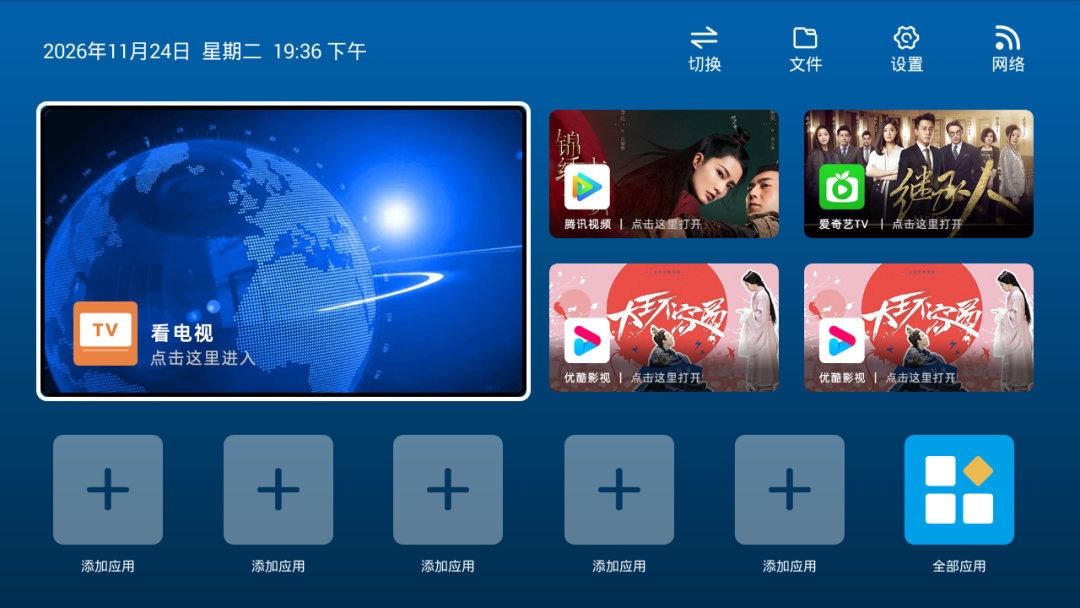 2026年11月24日 星期二 19:36 下午
切换
文件
设置
网络
TV
看电视
点击这里进入
锦绣
腾讯视频 | 点击这里打开
继承人
爱奇艺TV | 点击这里打开
大王不容易
优酷影视 | 点击这里打开
大王不容易
优酷影视 | 点击这里打开
添加应用
添加应用
添加应用
添加应用
添加应用
全部应用